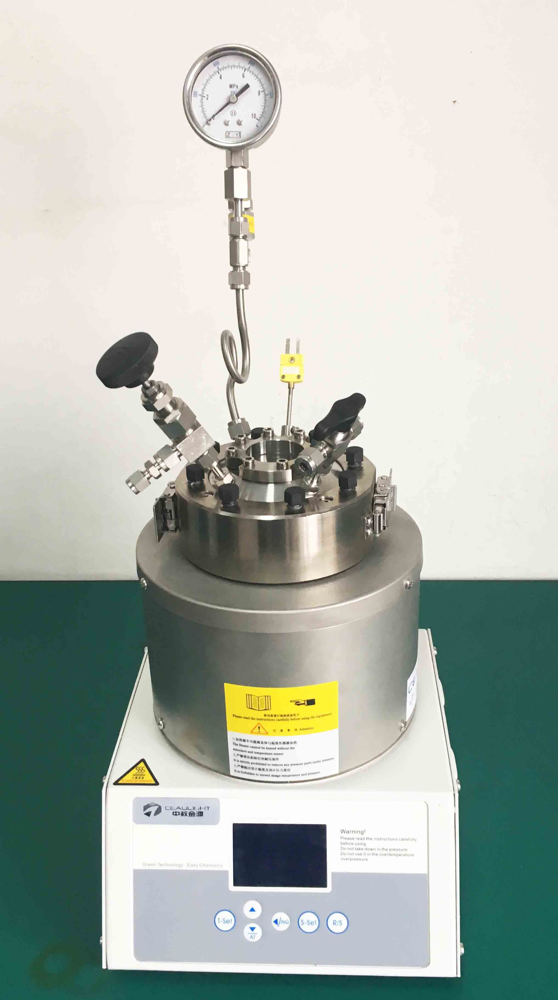 600
4
6
MPa
psi
2
8
0
10
使用前请仔细阅读说明书
Please read the instructions carefully before using the equipment
注 意 事 项 Attention
1.加热器不可脱离釜体与温度传感器加热
The Heater cannot be heated without the
autoclave and temperature sensor
2.严禁带压拆卸任何耐压部件
It is strictly prohibited to remove any pressure parts under pressure
3.严禁超过设计温度及设计压力使用
It is forbidden to exceed design temperature and pressure
CEAULIGHT
中教金源
Warning!
Please read the instructions carefully
before using
Do not take down in the pressure
Do not use it in the overtemperature
overpressure
Green Technology Easy Chemistry
T-Set
/INQ
S-Set
R/S
AT